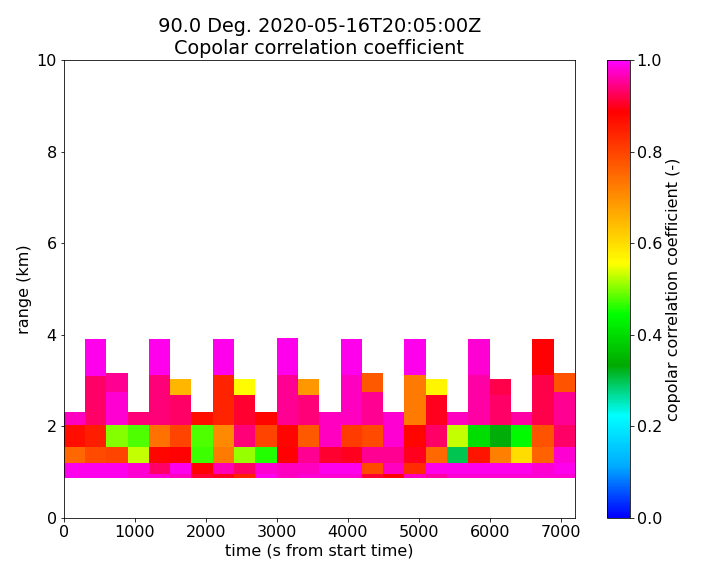 90.0 Deg. 2020-05-16T20:05:00Z
Copolar correlation coefficient
10
8
6
4
2
0
range (km)
0 1000 2000 3000 4000 5000 6000 7000
time (s from start time)
1.0
0.8
0.6
0.4
0.2
0.0
copolar correlation coefficient (-)